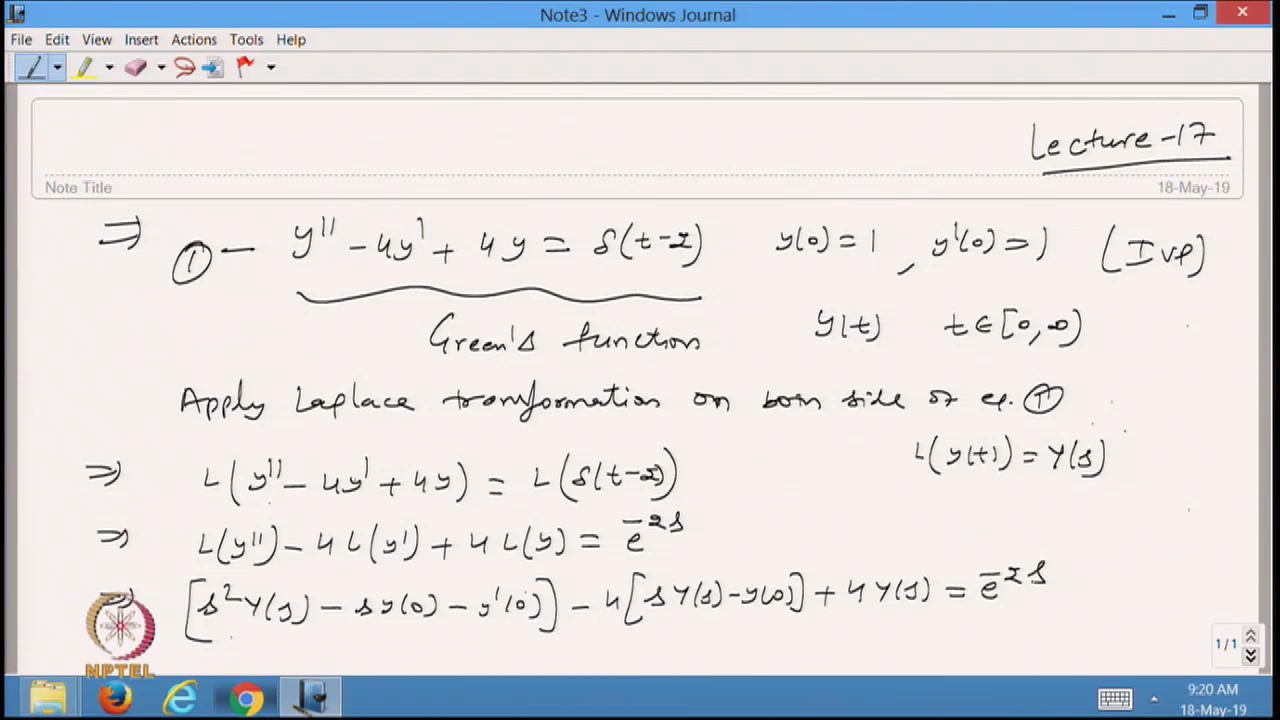 Note3 - Windows Journal
File Edit View Insert Actions Tools Help
Lecture-17
Note Title
18-May-19
⇒ ① — y'' - 4y' + 4y = δ(t-2) y(0) = 1, y'(0) = 1 (IVP)
Green's function y(t) t ∈ [0, ∞)
Apply Laplace transformation on both side of eq. ①
L(y(t)) = Y(s)
⇒ L(y'' - 4y' + 4y) = L(δ(t-2))
⇒ L(y'') - 4L(y') + 4L(y) = e^{-2s}
⇒ [s²Y(s) - sy(0) - y'(0)] - 4[sY(s) - y(0)] + 4Y(s) = e^{-2s}
NPTEL
1/1
9:20 AM
18-May-19